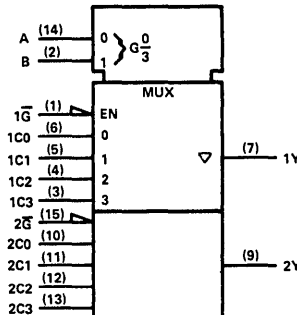 A (14) 0 } G 0/3
B (2) 1
MUX
1G̅ (1) EN
1C0 (6) 0
1C1 (5) 1 ▽ (7) 1Y
1C2 (4) 2
1C3 (3) 3
2G̅ (15)
2C0 (10)
2C1 (11) (9) 2Y
2C2 (12)
2C3 (13)